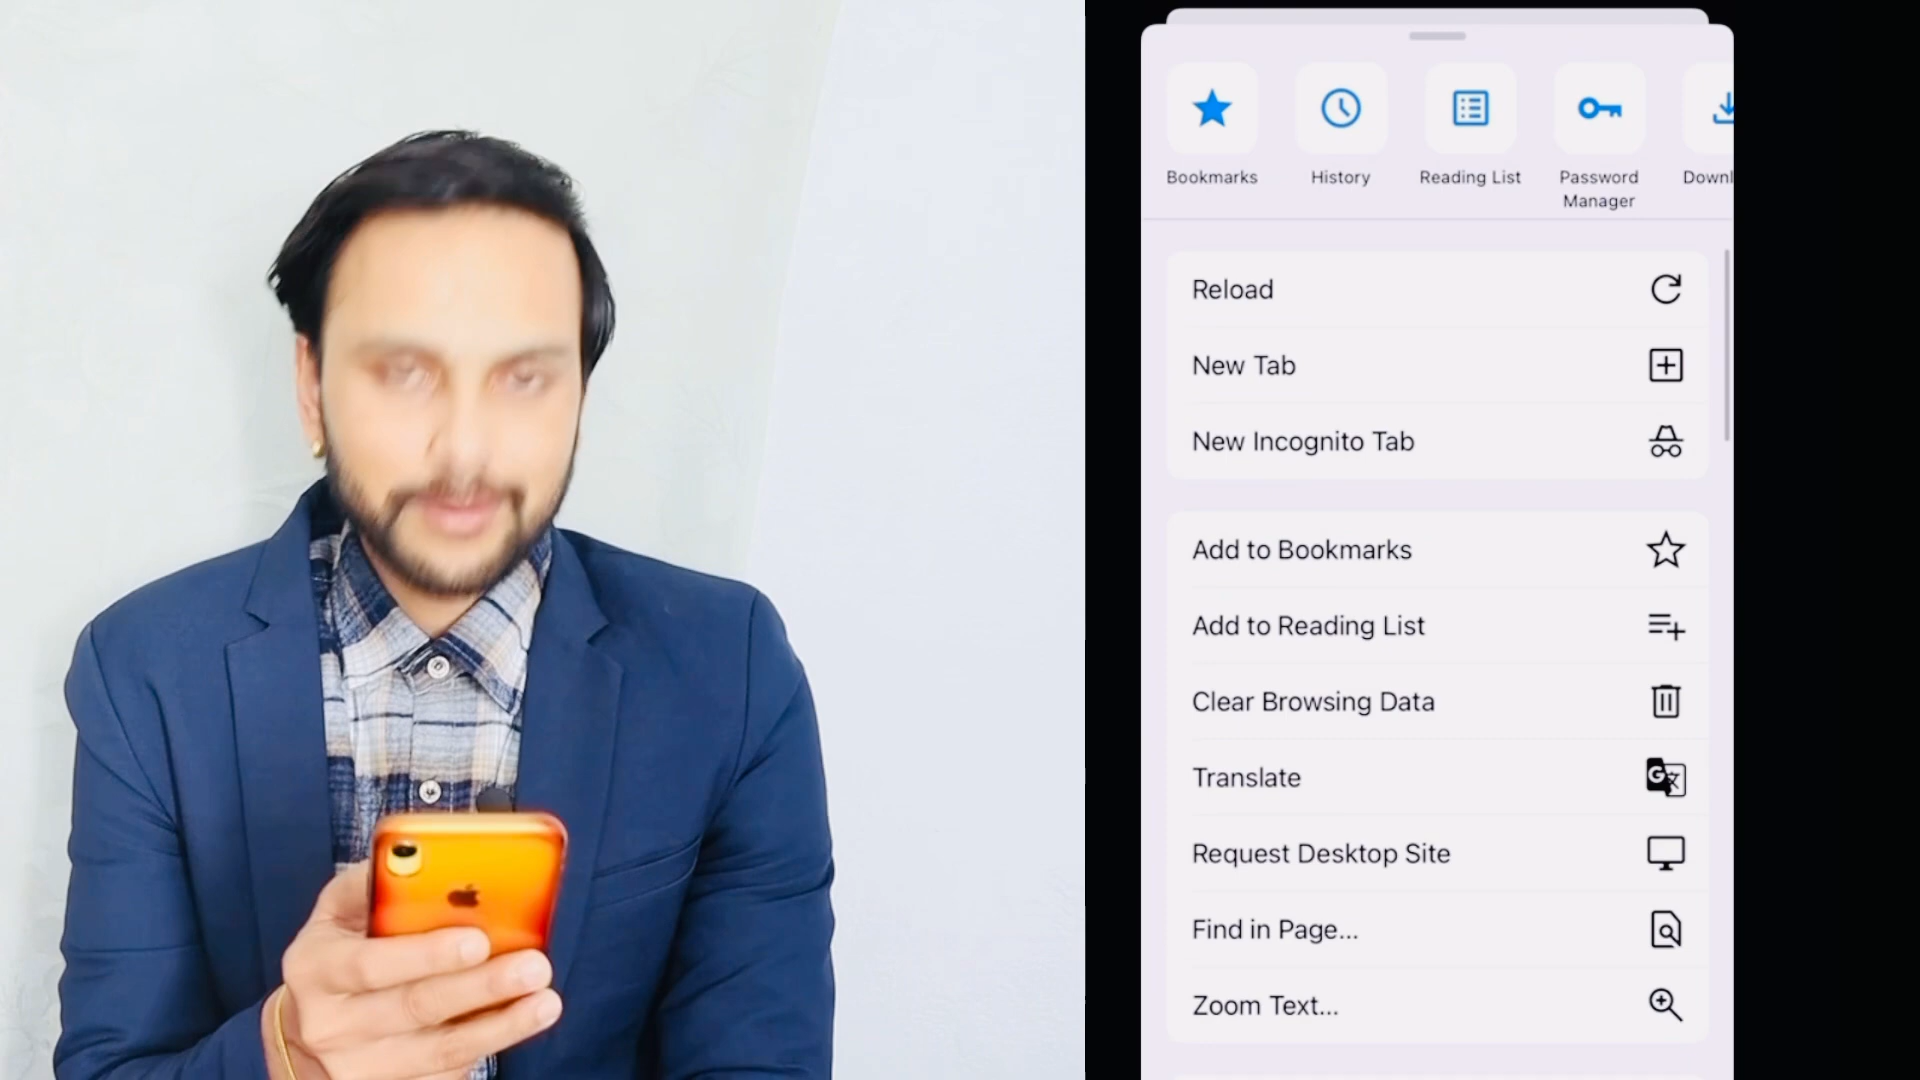 Bookmarks
History
Reading List
Password
Manager
Downl
Reload
New Tab
New Incognito Tab
Add to Bookmarks
Add to Reading List
Clear Browsing Data
Translate
Request Desktop Site
Find in Page...
Zoom Text...